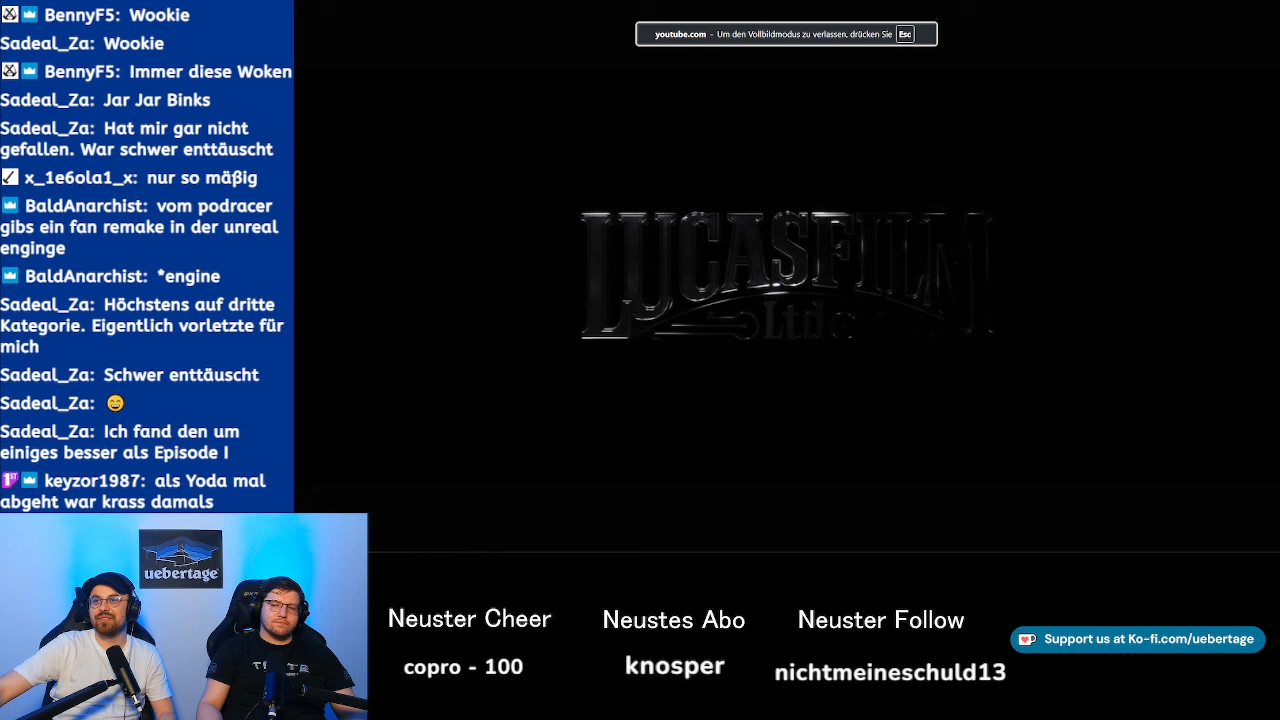 BennyF5: Wookie
Sadeal_Za: Wookie
BennyF5: Immer diese Woken
Sadeal_Za: Jar Jar Binks
Sadeal_Za: Hat mir gar nicht
gefallen. War schwer enttäuscht
x_1e6ola1_x: nur so mäßig
BaldAnarchist: vom podracer
gibs ein fan remake in der unreal
enginge
BaldAnarchist: *engine
Sadeal_Za: Höchstens auf dritte
Kategorie. Eigentlich vorletzte für
mich
Sadeal_Za: Schwer enttäuscht
Sadeal_Za: 😄
Sadeal_Za: Ich fand den um
einiges besser als Episode I
1ST keyzor1987: als Yoda mal
abgeht war krass damals
youtube.com – Um den Vollbildmodus zu verlassen, drücken Sie Esc
LUCASFILM
Ltd
uebertage
Neuster Cheer
copro - 100
Neustes Abo
knosper
Neuster Follow
nichtmeineschuld13
Support us at Ko-fi.com/uebertage